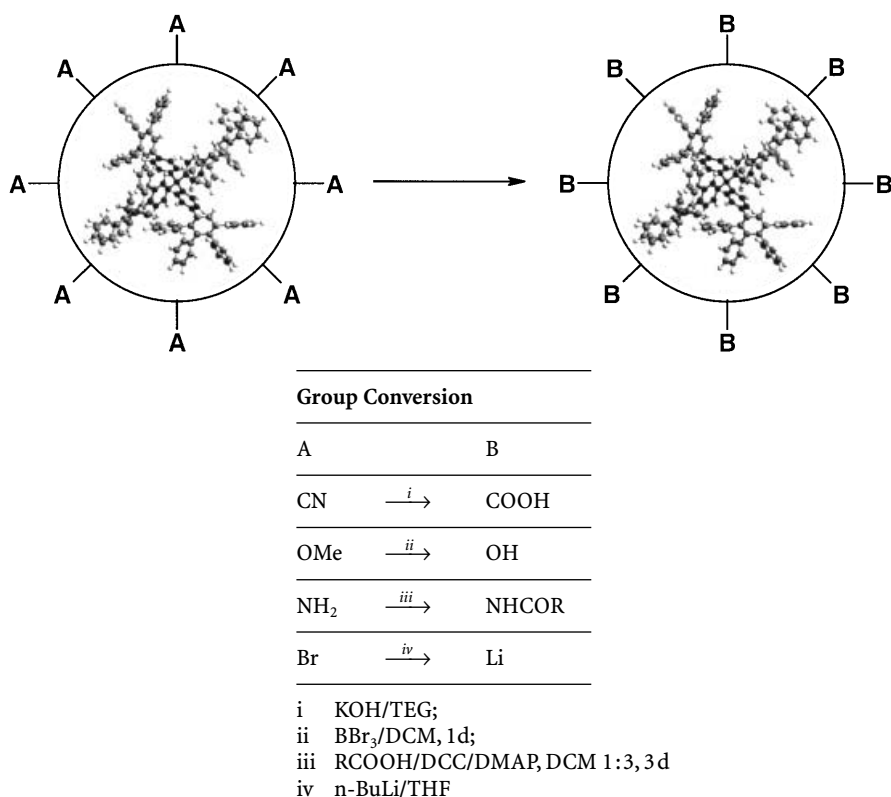 A B
A A B B
A A B B
A A B B
A B
Group Conversion
A B
CN —i→ COOH
OMe —ii→ OH
NH₂ —iii→ NHCOR
Br —iv→ Li
i KOH/TEG;
ii BBr₃/DCM, 1d;
iii RCOOH/DCC/DMAP, DCM 1:3, 3d
iv n-BuLi/THF